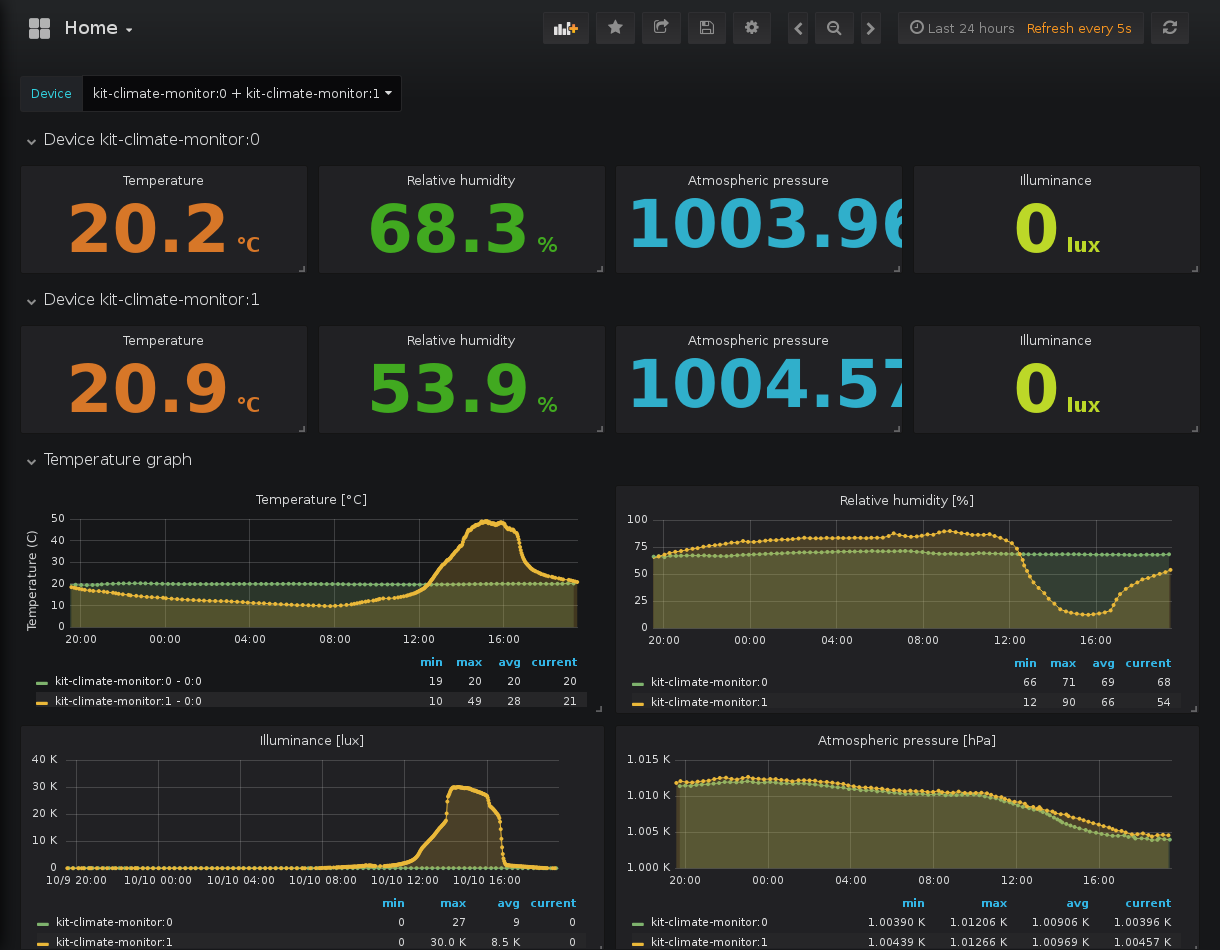 Home
Last 24 hours Refresh every 5s
Device kit-climate-monitor:0 + kit-climate-monitor:1
Device kit-climate-monitor:0
Temperature Relative humidity Atmospheric pressure Illuminance
20.2 °C 68.3 % 1003.96 0 lux
Device kit-climate-monitor:1
Temperature Relative humidity Atmospheric pressure Illuminance
20.9 °C 53.9 % 1004.57 0 lux
Temperature graph
Temperature [°C]
Temperature (C)
50
40
30
20
10
0
20:00 00:00 04:00 08:00 12:00 16:00
min max avg current
kit-climate-monitor:0 - 0:0 19 20 20 20
kit-climate-monitor:1 - 0:0 10 49 28 21
Relative humidity [%]
100
75
50
25
0
20:00 00:00 04:00 08:00 12:00 16:00
min max avg current
kit-climate-monitor:0 66 71 69 68
kit-climate-monitor:1 12 90 66 54
Illuminance [lux]
40 K
30 K
20 K
10 K
0
10/9 20:00 10/10 00:00 10/10 04:00 10/10 08:00 10/10 12:00 10/10 16:00
min max avg current
kit-climate-monitor:0 0 27 9 0
kit-climate-monitor:1 0 30.0 K 8.5 K 0
Atmospheric pressure [hPa]
1.015 K
1.010 K
1.005 K
1.000 K
20:00 00:00 04:00 08:00 12:00 16:00
min max avg current
kit-climate-monitor:0 1.00390 K 1.01206 K 1.00906 K 1.00396 K
kit-climate-monitor:1 1.00439 K 1.01266 K 1.00969 K 1.00457 K